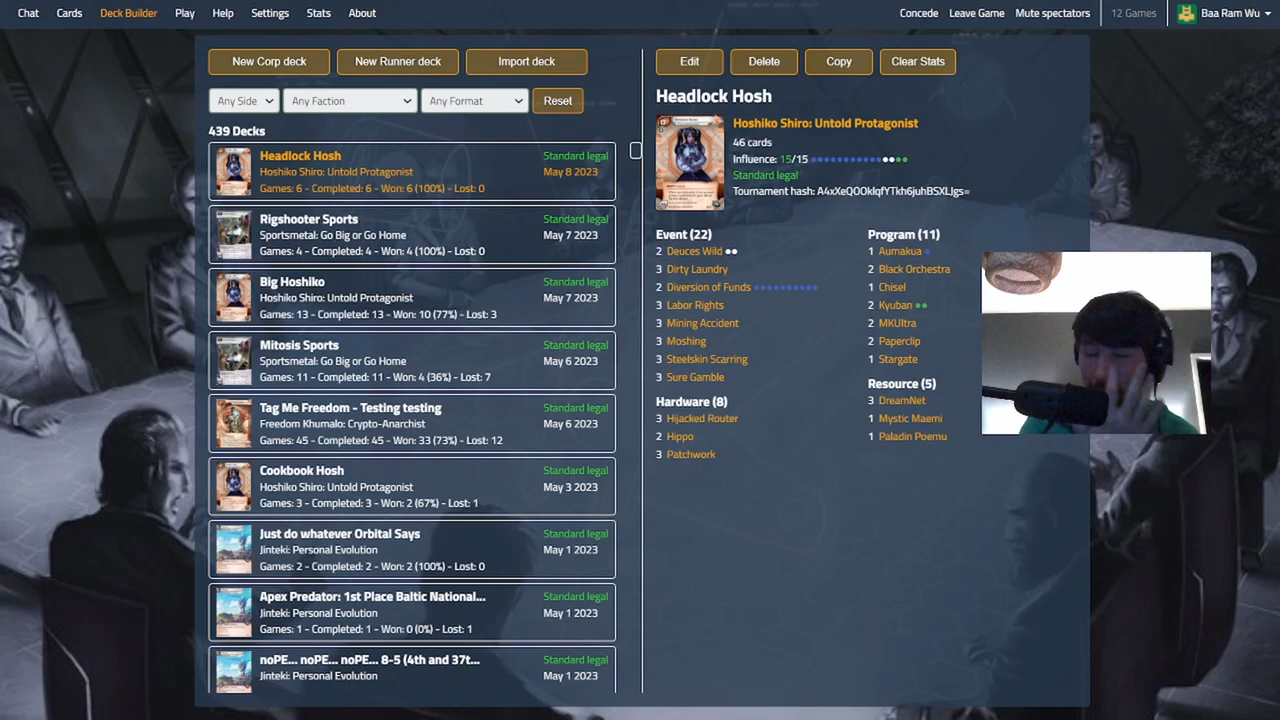 Chat Cards Deck Builder Play Help Settings Stats About Concede Leave Game Mute spectators 12 Games Baa Ram Wu
New Corp deck New Runner deck Import deck
Any Side Any Faction Any Format Reset
439 Decks
Headlock Hosh Standard legal
Hoshiko Shiro: Untold Protagonist May 8 2023
Games: 6 - Completed: 6 - Won: 6 (100%) - Lost: 0
Rigshooter Sports Standard legal
Sportsmetal: Go Big or Go Home May 7 2023
Games: 4 - Completed: 4 - Won: 4 (100%) - Lost: 0
Big Hoshiko Standard legal
Hoshiko Shiro: Untold Protagonist May 7 2023
Games: 13 - Completed: 13 - Won: 10 (77%) - Lost: 3
Mitosis Sports Standard legal
Sportsmetal: Go Big or Go Home May 6 2023
Games: 11 - Completed: 11 - Won: 4 (36%) - Lost: 7
Tag Me Freedom - Testing testing Standard legal
Freedom Khumalo: Crypto-Anarchist May 6 2023
Games: 45 - Completed: 45 - Won: 33 (73%) - Lost: 12
Cookbook Hosh Standard legal
Hoshiko Shiro: Untold Protagonist May 3 2023
Games: 3 - Completed: 3 - Won: 2 (67%) - Lost: 1
Just do whatever Orbital Says Standard legal
Jinteki: Personal Evolution May 1 2023
Games: 2 - Completed: 2 - Won: 2 (100%) - Lost: 0
Apex Predator: 1st Place Baltic National... Standard legal
Jinteki: Personal Evolution May 1 2023
Games: 1 - Completed: 1 - Won: 0 (0%) - Lost: 1
noPE... noPE... noPE... 8-5 (4th and 37t... Standard legal
Jinteki: Personal Evolution May 1 2023
Edit Delete Copy Clear Stats
Headlock Hosh
Hoshiko Shiro: Untold Protagonist
46 cards
Influence: 15/15
Standard legal
Tournament hash:
Event (22)
2 Deuces Wild
3 Dirty Laundry
2 Diversion of Funds
3 Labor Rights
3 Mining Accident
3 Moshing
3 Steelskin Scarring
3 Sure Gamble
Hardware (8)
3 Hijacked Router
2 Hippo
3 Patchwork
Program (11)
1 Aumakua
2 Black Orchestra
1 Chisel
2 Kyuban
2 MKUltra
2 Paperclip
1 Stargate
Resource (5)
3 DreamNet
1 Mystic Maemi
1 Paladin Poemu